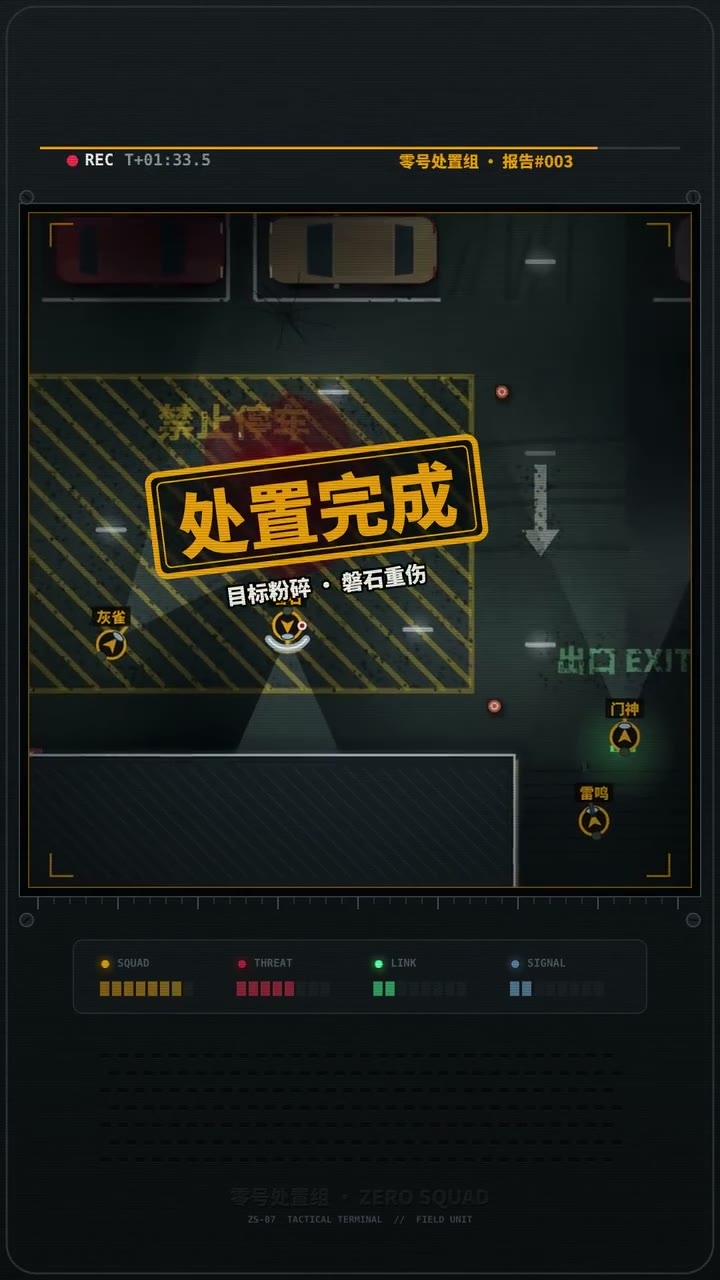 REC T+01:33.5
零号处置组 · 报告#003
禁止停车
处置完成
目标粉碎 · 磐石重伤
灰雀
出口 EXIT
门神
雷鸣
SQUAD
THREAT
LINK
SIGNAL
零号处置组 · ZERO SQUAD
ZS-07 TACTICAL TERMINAL // FIELD UNIT